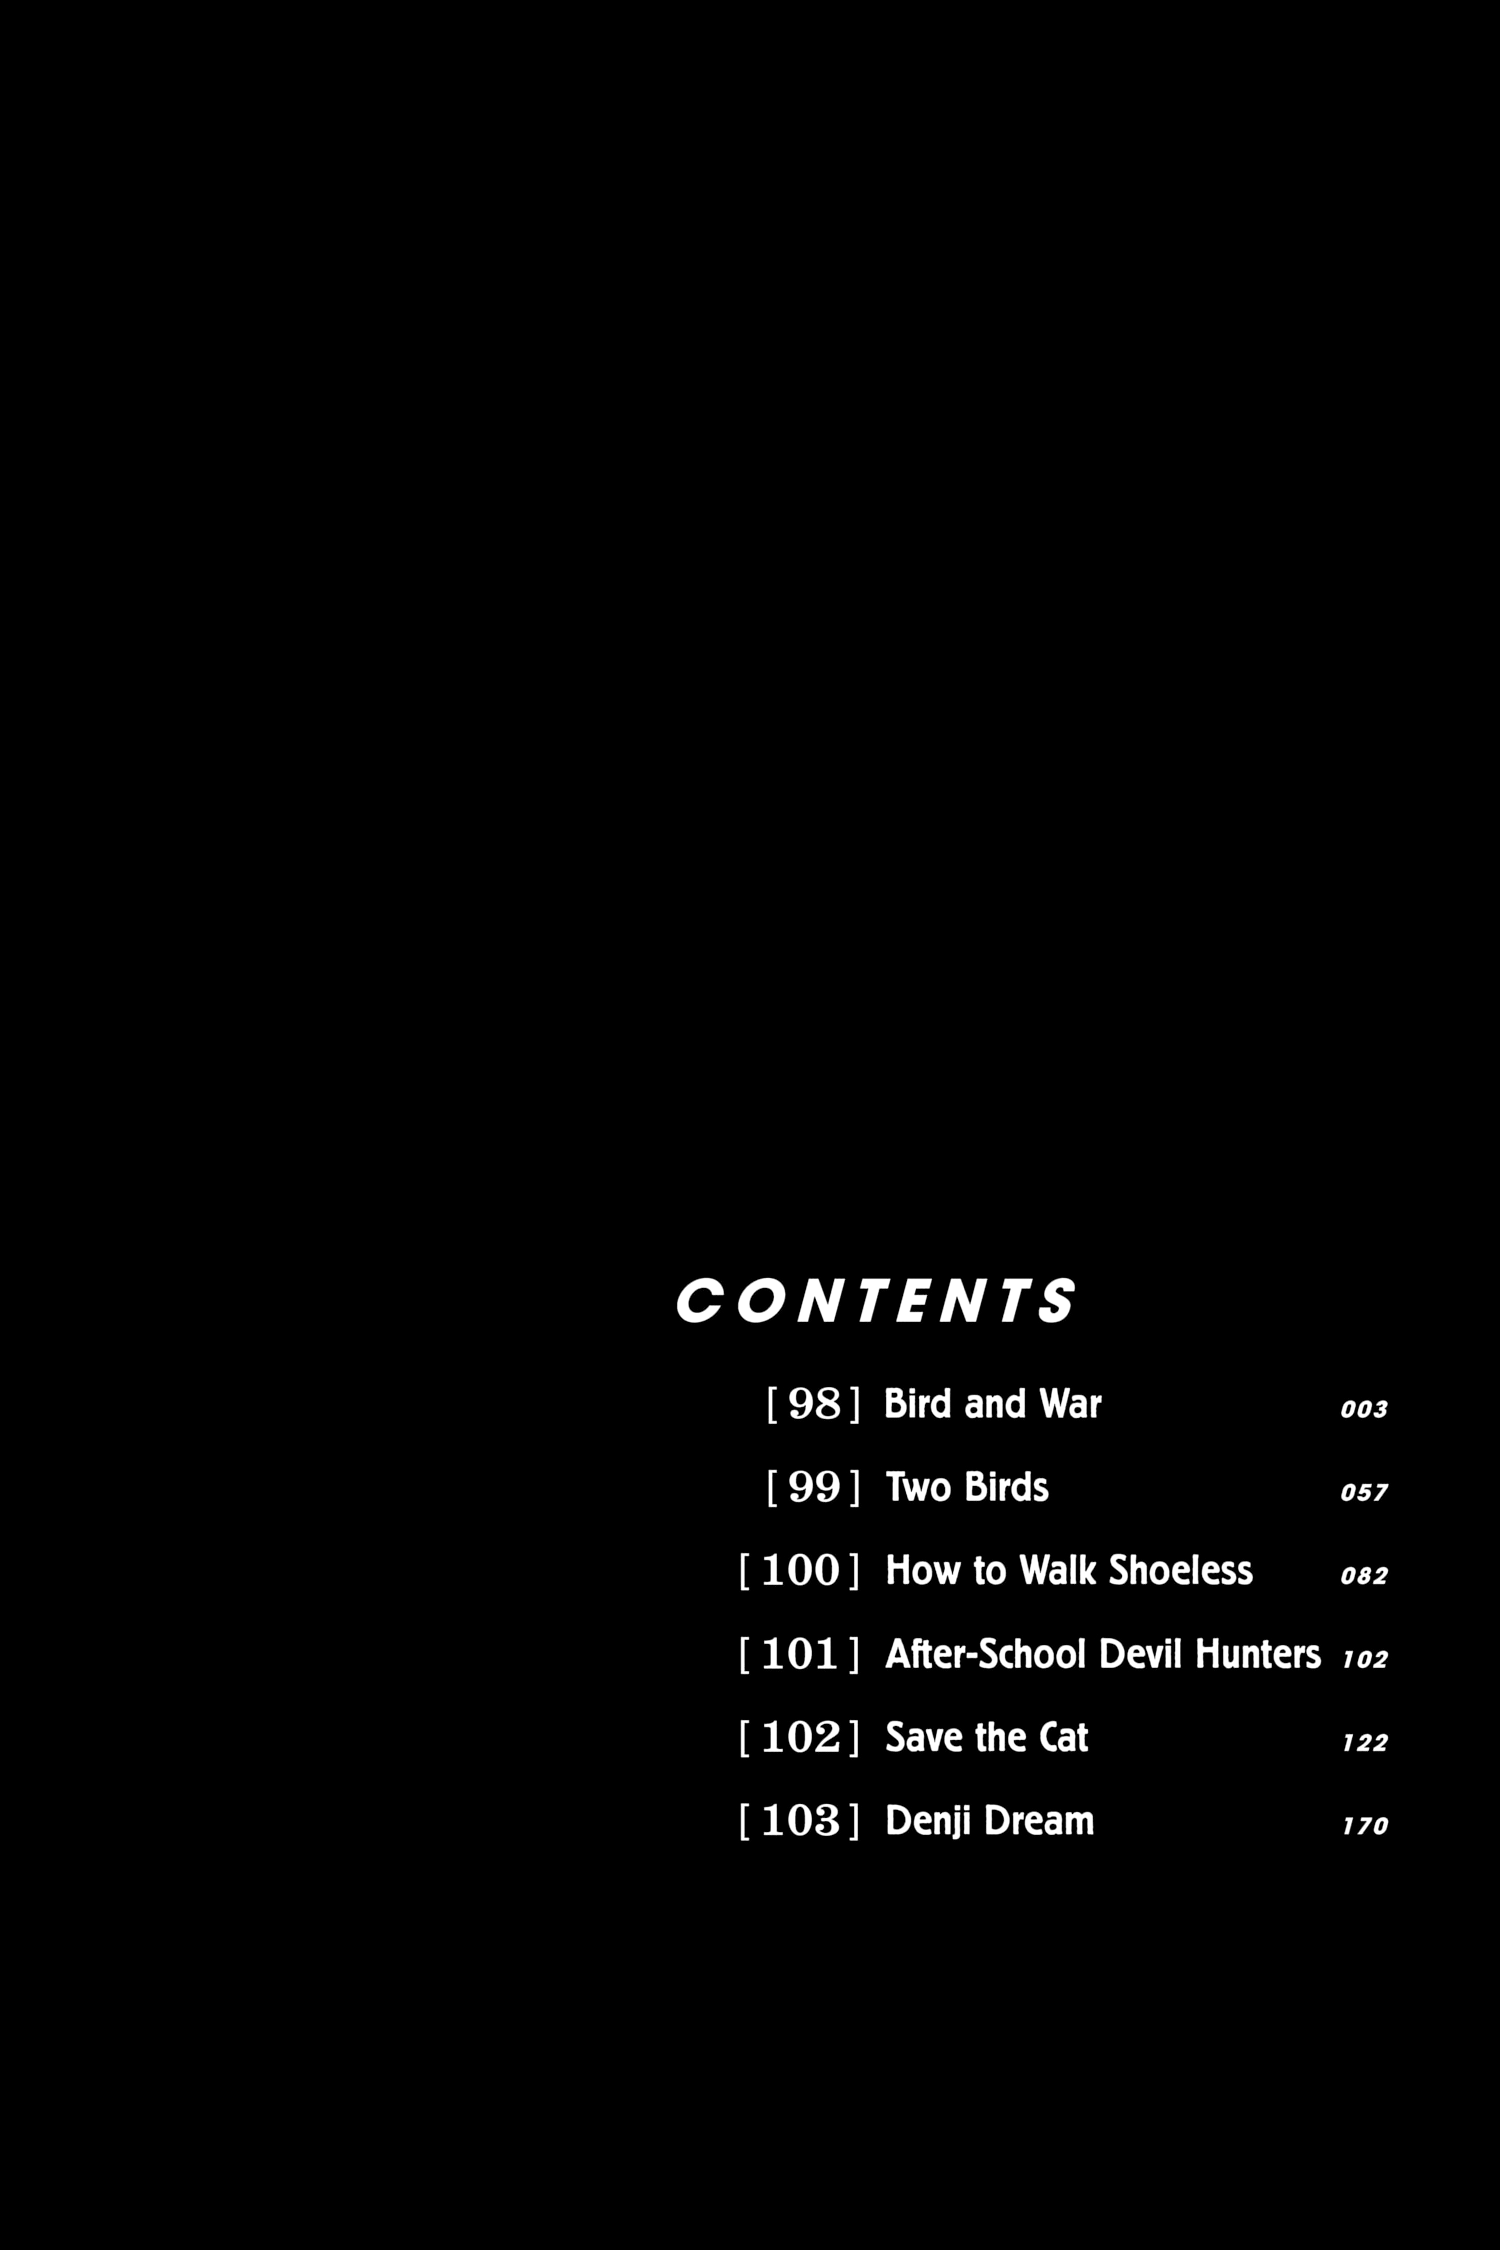 CONTENTS
[98] Bird and War 003
[99] Two Birds 057
[100] How to Walk Shoeless 082
[101] After-School Devil Hunters 102
[102] Save the Cat 122
[103] Denji Dream 170